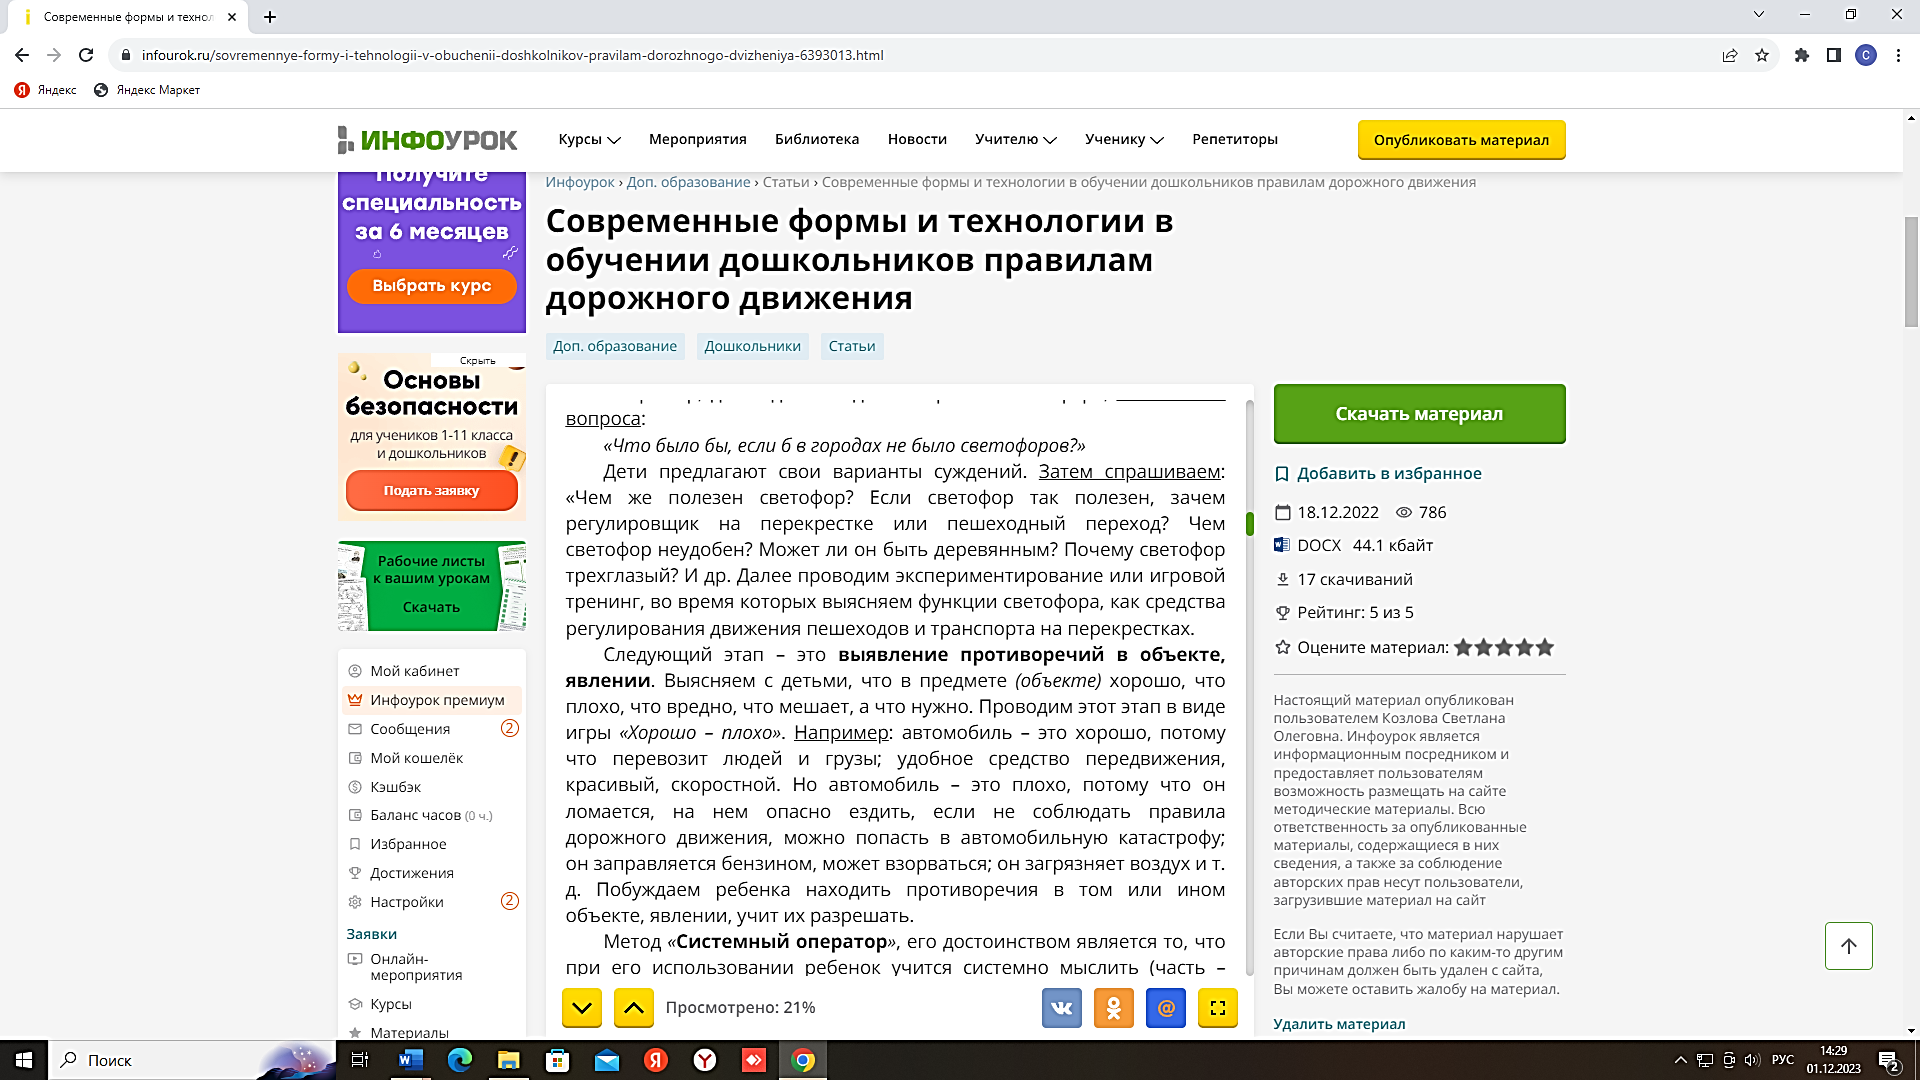 Современные формы и технол
infourok.ru/sovremennye-formy-i-tehnologii-v-obuchenii-doshkolnikov-pravilam-dorozhnogo-dvizheniya-6393013.html
C
Яндекс
Яндекс Маркет
ИНФОУРОК
Курсы
Мероприятия
Библиотека
Новости
Учителю
Ученику
Репетиторы
Опубликовать материал
Получите
специальность
за 6 месяцев
Выбрать курс
Скрыть
Основы
безопасности
для учеников 1-11 класса
и дошкольников
Подать заявку
Рабочие листы
к вашим урокам
Скачать
Мой кабинет
Инфоурок премиум
Сообщения 2
Мой кошелёк
Кэшбэк
Баланс часов (0 ч.)
Избранное
Достижения
Настройки 2
Заявки
Онлайн-
мероприятия
Курсы
Материалы
Инфоурок › Доп. образование › Статьи › Современные формы и технологии в обучении дошкольников правилам дорожного движения
Современные формы и технологии в
обучении дошкольников правилам
дорожного движения
Доп. образование
Дошкольники
Статьи
вопроса:
«Что было бы, если б в городах не было светофоров?»
Дети предлагают свои варианты суждений. Затем спрашиваем:
«Чем же полезен светофор? Если светофор так полезен, зачем
регулировщик на перекрестке или пешеходный переход? Чем
светофор неудобен? Может ли он быть деревянным? Почему светофор
трехглазый? И др. Далее проводим экспериментирование или игровой
тренинг, во время которых выясняем функции светофора, как средства
регулирования движения пешеходов и транспорта на перекрестках.
Следующий этап – это выявление противоречий в объекте,
явлении. Выясняем с детьми, что в предмете (объекте) хорошо, что
плохо, что вредно, что мешает, а что нужно. Проводим этот этап в виде
игры «Хорошо – плохо». Например: автомобиль – это хорошо, потому
что перевозит людей и грузы; удобное средство передвижения,
красивый, скоростной. Но автомобиль – это плохо, потому что он
ломается, на нем опасно ездить, если не соблюдать правила
дорожного движения, можно попасть в автомобильную катастрофу;
он заправляется бензином, может взорваться; он загрязняет воздух и т.
д. Побуждаем ребенка находить противоречия в том или ином
объекте, явлении, учит их разрешать.
Метод «Системный оператор», его достоинством является то, что
при его использовании ребенок учится системно мыслить (часть –
Просмотрено: 21%
Скачать материал
Добавить в избранное
18.12.2022 786
DOCX 44.1 кбайт
17 скачиваний
Рейтинг: 5 из 5
Оцените материал:
Настоящий материал опубликован
пользователем Козлова Светлана
Олеговна. Инфоурок является
информационным посредником и
предоставляет пользователям
возможность размещать на сайте
методические материалы. Всю
ответственность за опубликованные
материалы, содержащиеся в них
сведения, а также за соблюдение
авторских прав несут пользователи,
загрузившие материал на сайт
Если Вы считаете, что материал нарушает
авторские права либо по каким-то другим
причинам должен быть удален с сайта,
Вы можете оставить жалобу на материал.
Удалить материал
Поиск
РУС
14:29
01.12.2023
2